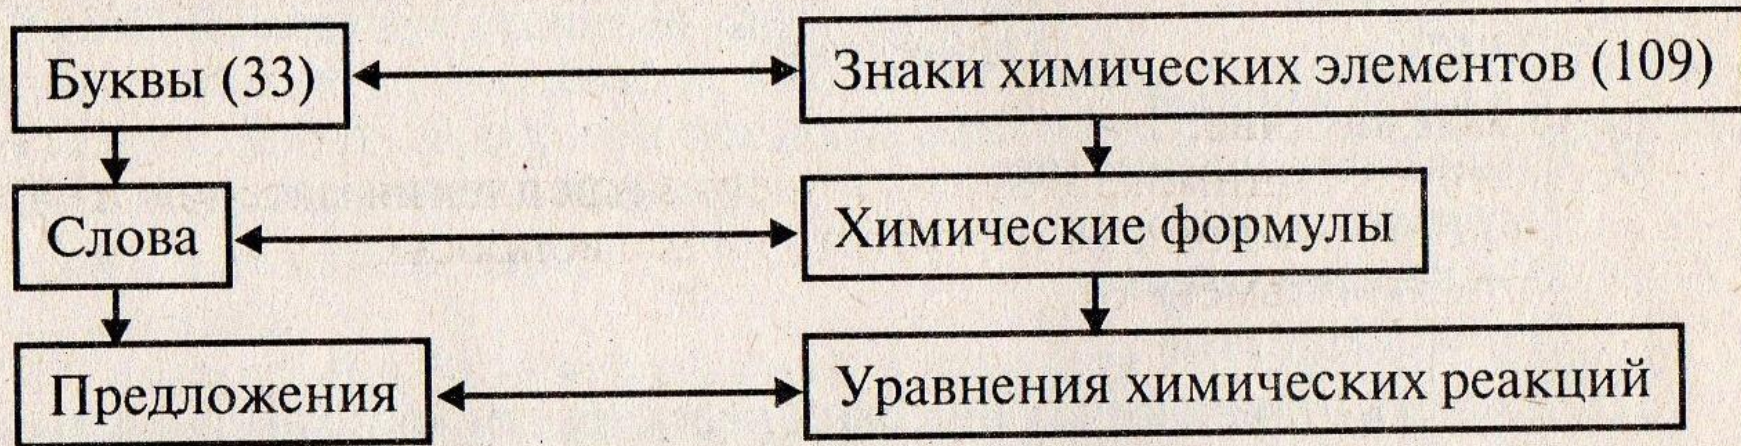 Буквы (33)
Знаки химических элементов (109)
Слова
Химические формулы
Предложения
Уравнения химических реакций